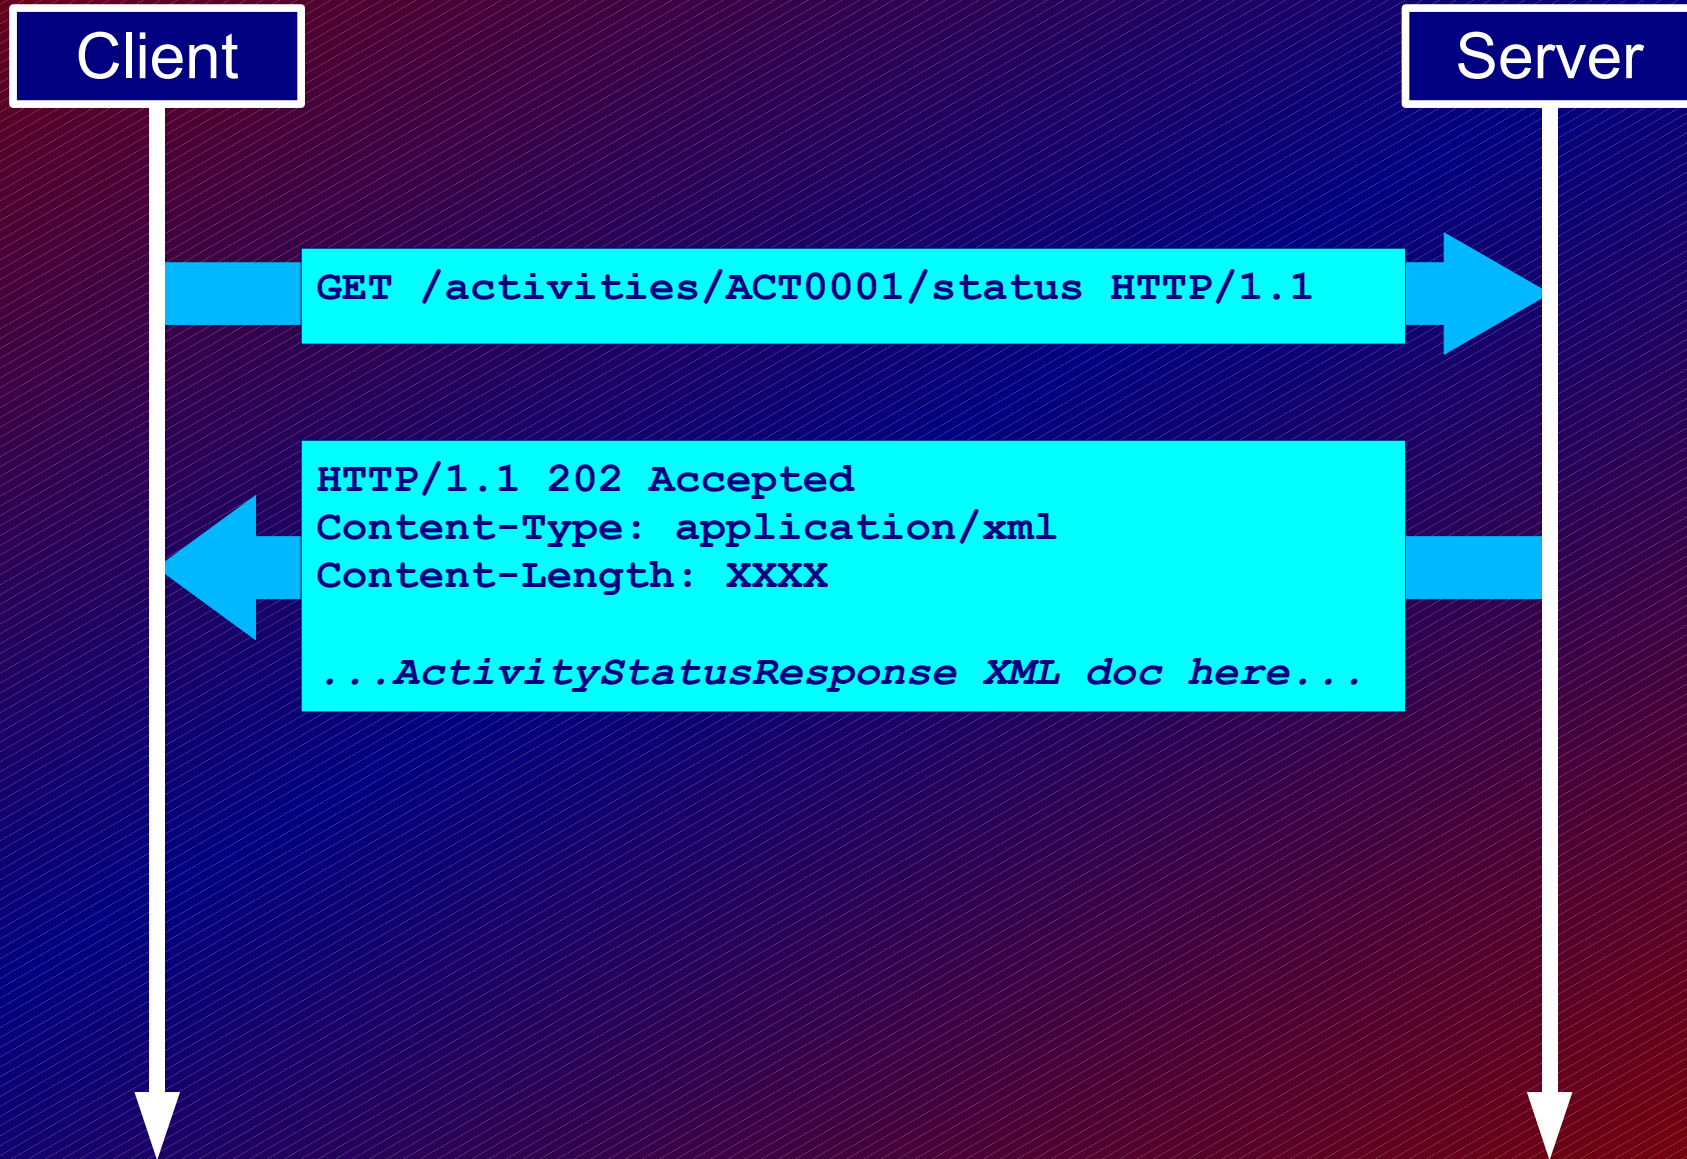 Client
Server
GET /activities/ACT0001/status HTTP/1.1
HTTP/1.1 202 Accepted
Content-Type: application/xml
Content-Length: XXXX
...ActivityStatusResponse XML doc here...